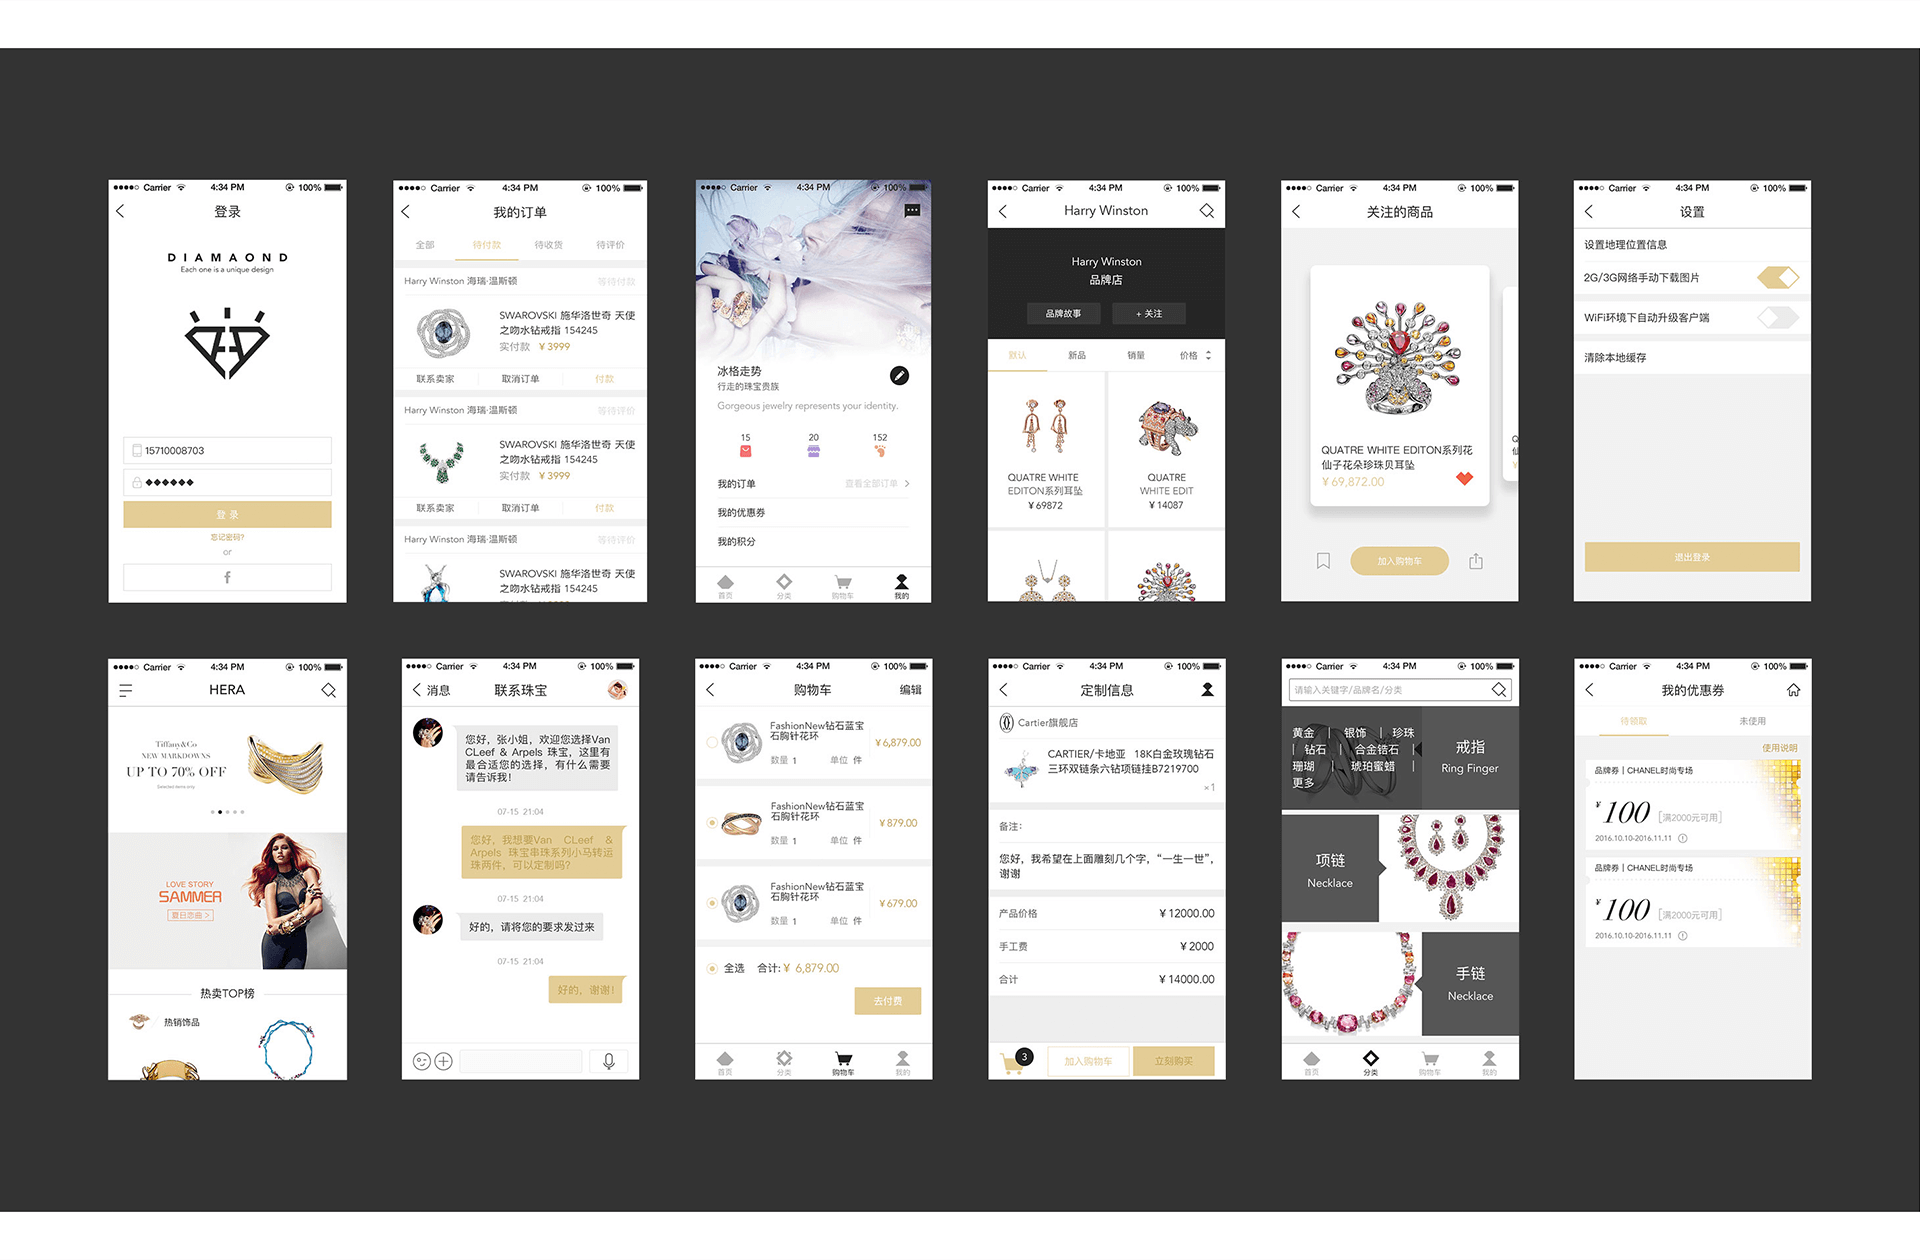 Carrier 4:34 PM 100%
登录
DIAMAOND
Each one is a unique design
15710008703
登 录
忘记密码?
or
f
Carrier 4:34 PM 100%
我的订单
全部 待付款 待收货 待评价
Harry Winston 海瑞·温斯顿 等待付款
SWAROVSKI 施华洛世奇 天使
之吻水钻戒指 154245
实付款 ￥3999
联系卖家 取消订单 付款
Harry Winston 海瑞·温斯顿 等待评价
SWAROVSKI 施华洛世奇 天使
之吻水钻戒指 154245
实付款 ￥3999
联系卖家 取消订单 付款
Harry Winston 海瑞·温斯顿 等待评价
SWAROVSKI 施华洛世奇 天使
之吻水钻戒指 154245
Carrier 4:34 PM 100%
冰格走势
行走的珠宝贵族
Gorgeous jewelry represents your identity.
15 20 152
我的订单 查看全部订单
我的优惠券
我的积分
首页 分类 购物车 我的
Carrier 4:34 PM 100%
Harry Winston
Harry Winston
品牌店
品牌故事 + 关注
默认 新品 销量 价格
QUATRE WHITE
EDITON系列耳坠
￥69872
QUATRE
WHITE EDIT
￥14087
Carrier 4:34 PM 100%
关注的商品
QUATRE WHITE EDITON系列花
仙子花朵珍珠贝耳坠
￥69,872.00
加入购物车
Carrier 4:34 PM 100%
设置
设置地理位置信息
2G/3G网络手动下载图片
WiFi环境下自动升级客户端
清除本地缓存
退出登录
Carrier 4:34 PM 100%
HERA
Tiffany&Co
NEW MARKDOWNS
UP TO 70% OFF
Selected items only
LOVE STORY
SAMMER
夏日恋曲 >
热卖TOP榜
热销饰品
Carrier 4:34 PM 100%
消息 联系珠宝
您好，张小姐，欢迎您选择Van
CLeef & Arpels 珠宝，这里有
最合适您的选择，有什么需要
请告诉我！
07-15 21:04
您好，我想要Van CLeef &
Arpels 珠宝串珠系列小马转运
珠两件，可以定制吗？
07-15 21:04
好的，请将您的要求发过来
07-15 21:04
好的，谢谢！
Carrier 4:34 PM 100%
购物车 编辑
FashionNew钻石蓝宝
石胸针花环
￥6,879.00
数量 1 单位 件
FashionNew钻石蓝宝
石胸针花环
￥879.00
数量 1 单位 件
FashionNew钻石蓝宝
石胸针花环
￥679.00
数量 1 单位 件
全选 合计:￥ 6,879.00
去付费
首页 分类 购物车 我的
Carrier 4:34 PM 100%
定制信息
Cartier旗舰店
CARTIER/卡地亚 18K白金玫瑰钻石
三环双链条六钻项链挂B7219700
×1
备注：
您好，我希望在上面雕刻几个字，“一生一世”，
谢谢
产品价格 ￥12000.00
手工费 ￥2000
合计 ￥14000.00
3 加入购物车 立刻购买
Carrier 4:34 PM 100%
请输入关键字/品牌名/分类
黄金 | 银饰 | 珍珠
| 钻石 | 合金锆石 |
珊瑚 | 琥珀蜜蜡 |
更多
戒指
Ring Finger
项链
Necklace
手链
Necklace
首页 分类 购物车 我的
Carrier 4:34 PM 100%
我的优惠券
待领取 未使用
使用说明
品牌券 | CHANEL时尚专场
￥100 [满2000元可用]
2016.10.10-2016.11.11
品牌券 | CHANEL时尚专场
￥100 [满2000元可用]
2016.10.10-2016.11.11